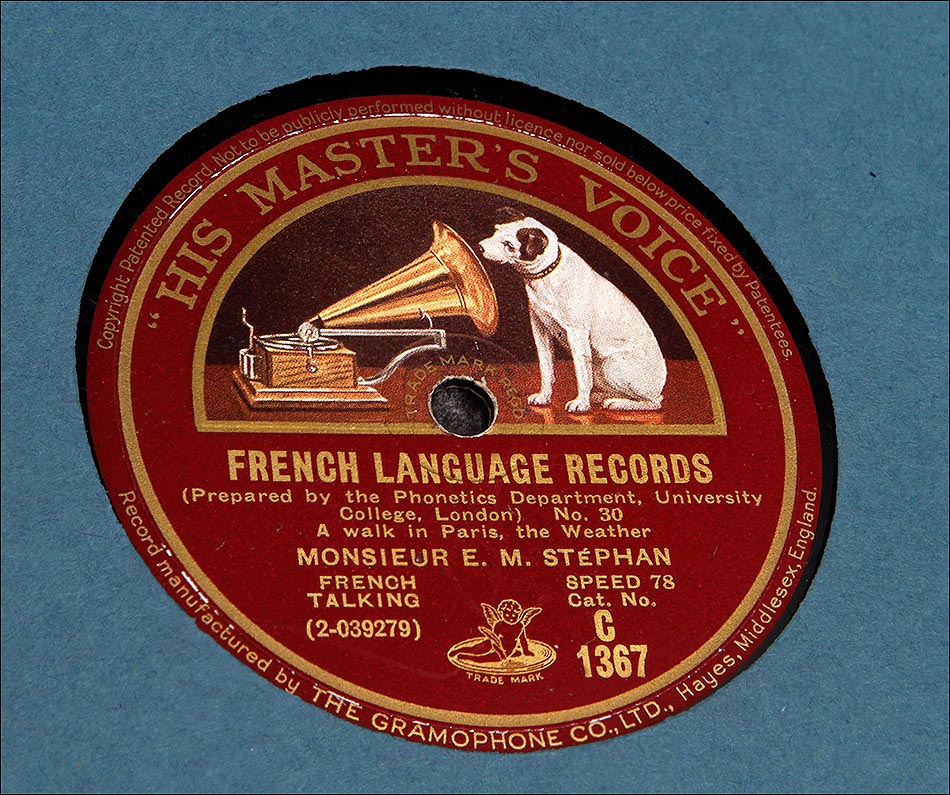 Copyright Patented Record. Not to be publicly performed without licence nor sold below price fixed by Patentees.
"HIS MASTER'S VOICE"
TRADE MARK RECD
FRENCH LANGUAGE RECORDS
(Prepared by the Phonetics Department, University
College, London) No. 30
A walk in Paris, the Weather
MONSIEUR E. M. STÉPHAN
FRENCH SPEED 78
TALKING Cat. No.
(2-039279) C
1367
TRADE MARK
Record manufactured by THE GRAMOPHONE CO., LTD., Hayes, Middlesex, England.